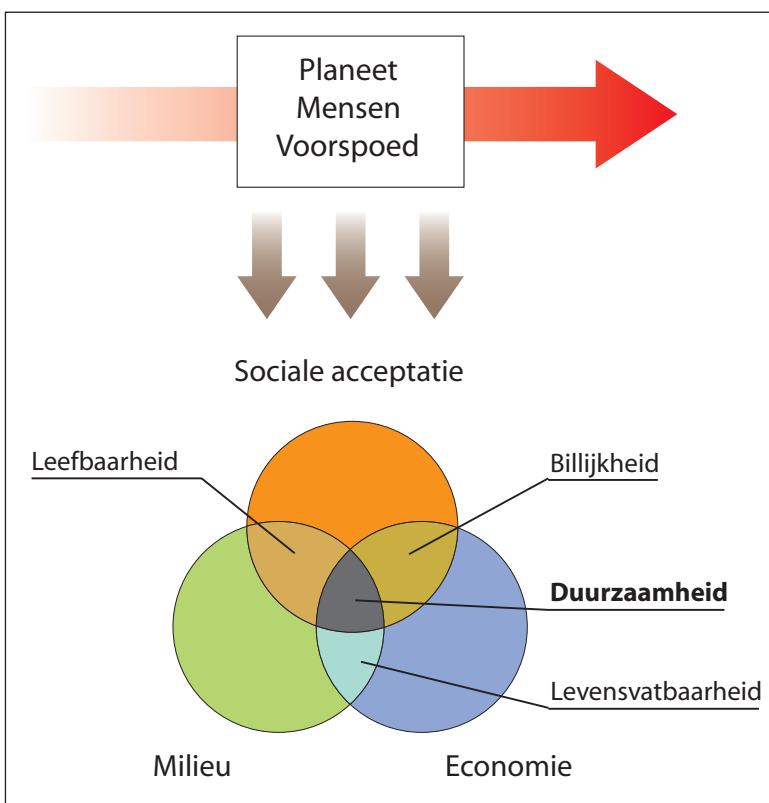 Planeet
Mensen
Voorspoed
Sociale acceptatie
Leefbaarheid
Billijkheid
Duurzaamheid
Levensvatbaarheid
Milieu
Economie